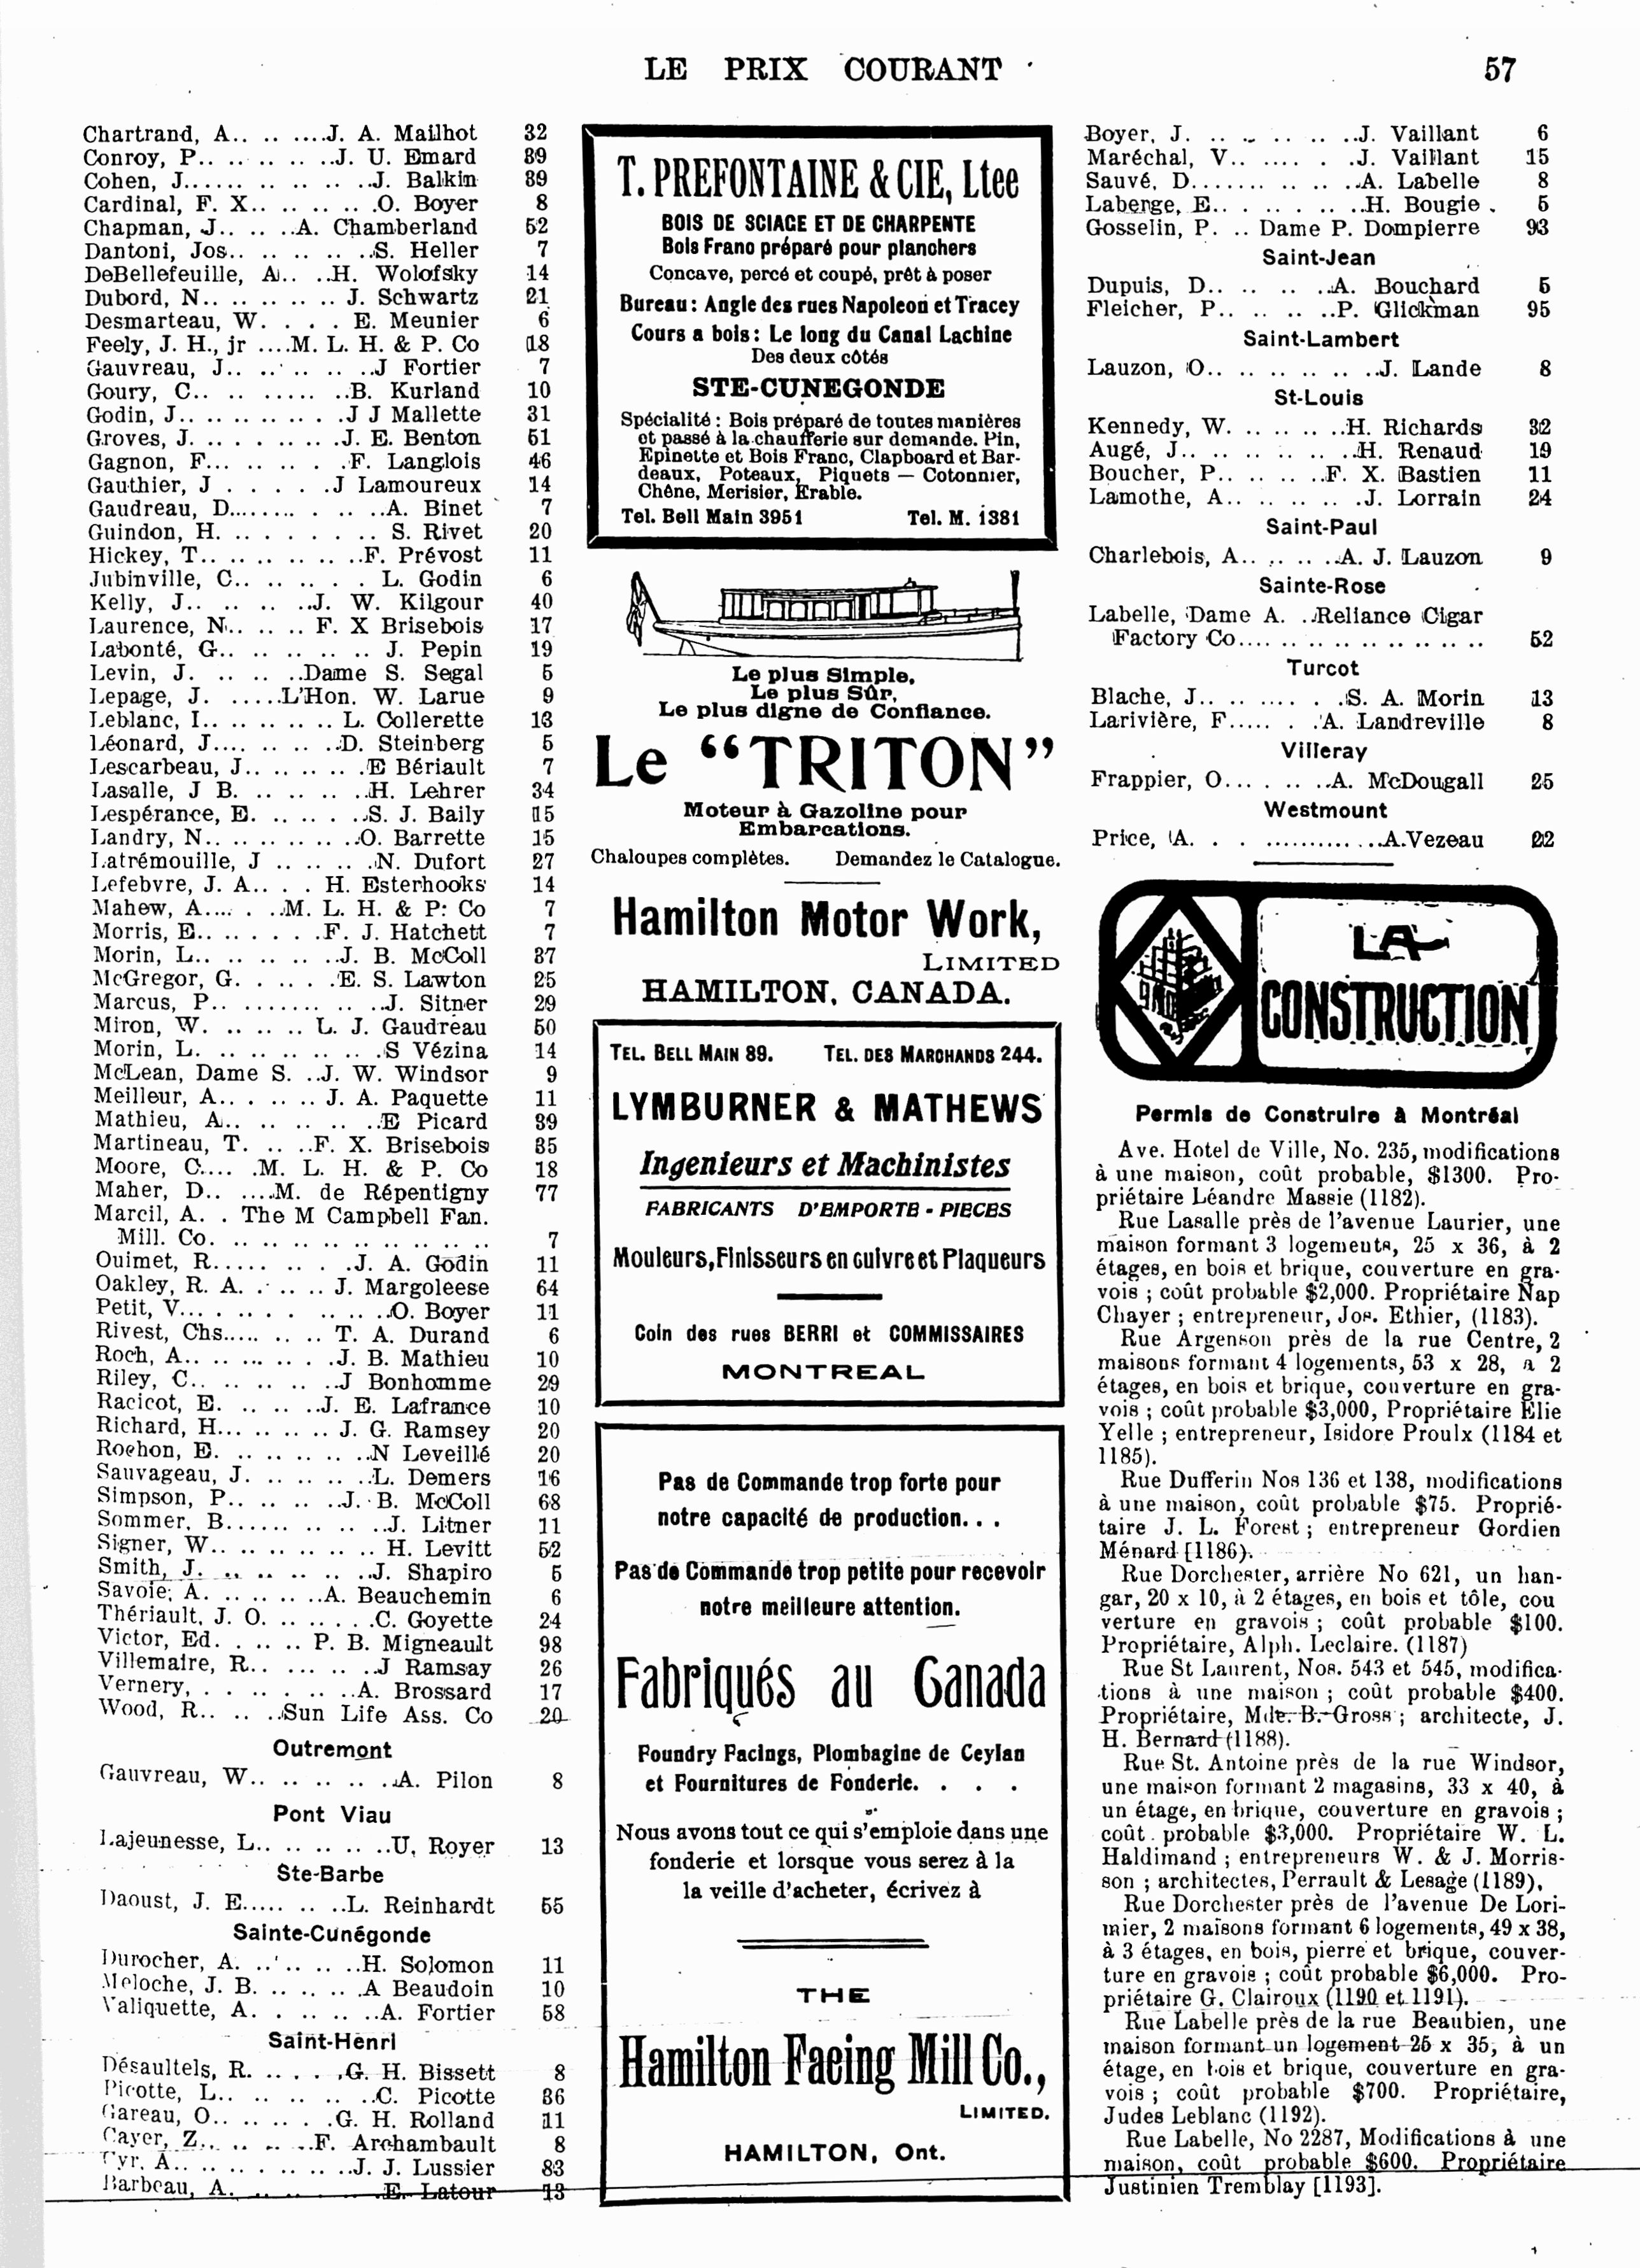 LE PRIX COURANT
57
Chartrand, A.. .. ....J. A. Mailhot 32
Conroy, P.. .. .. .. ..J. U. Emard 39
Cohen, J...... .. .. .. ..J. Balkin 39
Cardinal, F. X.. .. .. .. .O. Boyer 8
Chapman, J.. .. ..A. Chamberland 52
Dantoni, Jos.. .. .. .. ..S. Heller 7
DeBellefeuille, A.. ..H. Wolofsky 14
Dubord, N.. .. .. .. .. J. Schwartz 21
Desmarteau, W. . . . E. Meunier 6
Feely, J. H., jr ....M. L. H. & P. Co 18
Gauvreau, J.. .. .. .. ..J Fortier 7
Goury, C.. .. ..... ..B. Kurland 10
Godin, J.. .. .. .. .. .J J Mallette 31
Groves, J. .. .. .. .. .J. E. Benton 51
Gagnon, F... .. .. . .F. Langlois 46
Gauthier, J . . . . .J Lamoureux 14
Gaudreau, D....... . .. ..A. Binet 7
Guindon, H. .. . . . . .. S. Rivet 20
Hickey, T.. .. .. .. ..F. Prévost 11
Jubinville, C.. .. .. . . L. Godin 6
Kelly, J.. .. .. ..J. W. Kilgour 40
Laurence, N.. .. .. F. X Brisebois 17
Labonté, G.. .. .. .. .. J. Pepin 19
Levin, J. .. .. ..Dame S. Segal 5
Lepage, J. .....L'Hon. W. Larue 9
Leblanc, I.. .. .. .. .. L. Collerette 13
Léonard, J.... .. .. ..D. Steinberg 5
Lescarbeau, J.. .. .. .. .E Bériault 7
Lasalle, J B. .. .. .. ..H. Lehrer 34
Lespérance, E. .. .. . ..S. J. Baily 15
Landry, N.. .. .. .. .. ..O. Barrette 15
Latrémouille, J .. .. .. .N. Dufort 27
Lefebvre, J. A.. . . H. Esterhooks 14
Mahew, A.... . ..M. L. H. & P. Co 7
Morris, E.. .. .. . .F. J. Hatchett 7
Morin, L.. .. .. .. ..J. B. McColl 37
McGregor, G. . .. . .E. S. Lawton 25
Marcus, P.. ....... .. ..J. Sitner 29
Miron, W. .. .. .. L. J. Gaudreau 50
Morin, L. .. .. .. .. . .S Vézina 14
McLean, Dame S. ..J. W. Windsor 9
Meilleur, A.. . .. .. J. A. Paquette 11
Mathieu, A.. .. .. .. ..E Picard 39
Martineau, T. .. ..F. X. Brisebois 35
Moore, C.... .M. L. H. & P. Co 18
Maher, D.. ....M. de Répentigny 77
Marcil, A. . The M Campbell Fan.
Mill. Co. .. .. .. .. .. .. .. .. 7
Ouimet, R..... .. . .J. A. Godin 11
Oakley, R. A. . .. .. J. Margoleese 64
Petit, V... . .. . .. .. ..O. Boyer 11
Rivest, Chs..... .. .. T. A. Durand 6
Roch, A.. .. ... .. . .J. B. Mathieu 10
Riley, C.. .. .. .. ..J Bonhomme 29
Racicot, E. .. .. ..J. E. Lafrance 10
Richard, H... .. .. .. J. G. Ramsey 20
Rochon, E. .. .. .. .. ..N Leveillé 20
Sauvageau, J. .. .. .. ..L. Demers 16
Simpson, P.. .. .. ..J. B. McColl 68
Sommer, B...... .. .. ..J. Litner 11
Signer, W.. .. .. .. .. .. H. Levitt 52
Smith, J. .. .. .. .. ..J. Shapiro 5
Savoie, A. .. .. .. ..A. Beauchemin 6
Thériault, J. O. .. .. .. .C. Goyette 24
Victor, Ed. . .. .. P. B. Migneault 98
Villemaire, R.. ... .. ..J Ramsay 26
Vernery, . . . . .. .. ..A. Brossard 17
Wood, R.. .. ..Sun Life Ass. Co 20
Outremont
Gauvreau, W.. .. .. .. ..A. Pilon 8
Pont Viau
Lajeunesse, L.. .. .. .. ..U. Royer 13
Ste-Barbe
Daoust, J. E..... .. ..L. Reinhardt 55
Sainte-Cunégonde
Durocher, A. .. .. .. ..H. Solomon 11
Meloche, J. B. .. .. .. .A Beaudoin 10
Valiquette, A. . .. .. ..A. Fortier 58
Saint-Henri
Désaultels, R. .. . . .G. H. Bissett 8
Picotte, L.. .. .. .. ..C. Picotte 36
Gareau, O.. .. .. . .G. H. Rolland 11
Cayer, Z.. .. .. ..F. Archambault 8
Cyr, A.. .. . .. .. ..J. J. Lussier 83
Barbeau, A. .. .. .. .. .E. Latour 13
T. PREFONTAINE & CIE, Ltee
BOIS DE SCIAGE ET DE CHARPENTE
Bois Franc préparé pour planchers
Concave, percé et coupé, prêt à poser
Bureau : Angle des rues Napoleon et Tracey
Cours a bois : Le long du Canal Lachine
Des deux côtés
STE-CUNEGONDE
Spécialité : Bois préparé de toutes manières
et passé à la chaufferie sur demande. Pin,
Epinette et Bois Franc, Clapboard et Bar-
deaux, Poteaux, Piquets — Cotonnier,
Chêne, Merisier, Erable.
Tel. Bell Main 3951 Tel. M. 1381
Le plus Simple,
Le plus Sûr,
Le plus digne de Confiance.
Le "TRITON"
Moteur à Gazoline pour
Embarcations.
Chaloupes complètes. Demandez le Catalogue.
Hamilton Motor Work,
LIMITED
HAMILTON, CANADA.
TEL. BELL MAIN 89. TEL. DES MARCHANDS 244.
LYMBURNER & MATHEWS
Ingenieurs et Machinistes
FABRICANTS D'EMPORTE - PIECES
Mouleurs, Finisseurs en cuivre et Plaqueurs
Coin des rues BERRI et COMMISSAIRES
MONTREAL
Pas de Commande trop forte pour
notre capacité de production. . .
Pas de Commande trop petite pour recevoir
notre meilleure attention.
Fabriqués au Canada
Foundry Facings, Plombagine de Ceylan
et Fournitures de Fonderie. . . .
Nous avons tout ce qui s'emploie dans une
fonderie et lorsque vous serez à la
la veille d'acheter, écrivez à
THE
Hamilton Facing Mill Co.,
LIMITED.
HAMILTON, Ont.
Boyer, J. .. .. .. .. ..J. Vaillant 6
Maréchal, V.. .... . .J. Vaillant 15
Sauvé, D....... .. .. ..A. Labelle 8
Laberge, E.. . .. . .. ..H. Bougie 5
Gosselin, P. .. Dame P. Dompierre 93
Saint-Jean
Dupuis, D.. .. .. ..A. Bouchard 5
Fleicher, P.. .. .. ..P. Glickman 95
Saint-Lambert
Lauzon, O.. .. .. .. .. ..J. Lande 8
St-Louis
Kennedy, W. .. .. .. ..H. Richards 32
Augé, J.. .. .. .. .. ..H. Renaud 19
Boucher, P.. .. .. ..F. X. Bastien 11
Lamothe, A.. .. .. .. ..J. Lorrain 24
Saint-Paul
Charlebois, A.. .. .. ..A. J. Lauzon 9
Sainte-Rose
Labelle, Dame A. ..Reliance Cigar
Factory Co.... .. .. .. .. .. .. 52
Turcot
Blache, J.. .. .. .. . .S. A. Morin 13
Larivière, F..... . .A. Landreville 8
Villeray
Frappier, O... . .. ..A. McDougall 25
Westmount
Price, A. . . .......... ...A.Vezeau 22
LA
CONSTRUCTION
Permis de Construire à Montréal
Ave. Hotel de Ville, No. 235, modifications
à une maison, coût probable, $1300. Pro-
priétaire Léandre Massie (1182).
Rue Lasalle près de l'avenue Laurier, une
maison formant 3 logements, 25 x 36, à 2
étages, en bois et brique, couverture en gra-
vois ; coût probable $2,000. Propriétaire Nap
Chayer ; entrepreneur, Jos. Ethier, (1183).
Rue Argenson près de la rue Centre, 2
maisons formant 4 logements, 53 x 28, a 2
étages, en bois et brique, couverture en gra-
vois ; coût probable $3,000, Propriétaire Elie
Yelle ; entrepreneur, Isidore Proulx (1184 et
1185).
Rue Dufferin Nos 136 et 138, modifications
à une maison, coût probable $75. Proprié-
taire J. L. Forest ; entrepreneur Gordien
Ménard [1186).
Rue Dorchester, arrière No 621, un han-
gar, 20 x 10, à 2 étages, en bois et tôle, cou
verture en gravois ; coût probable $100.
Propriétaire, Alph. Leclaire. (1187)
Rue St Laurent, Nos. 543 et 545, modifica-
tions à une maison ; coût probable $400.
Propriétaire, Mde. B. Gross ; architecte, J.
H. Bernard (1188).
Rue St. Antoine près de la rue Windsor,
une maison formant 2 magasins, 33 x 40, à
un étage, en brique, couverture en gravois ;
coût probable $3,000. Propriétaire W. L.
Haldimand ; entrepreneurs W. & J. Morris-
son ; architectes, Perrault & Lesage (1189),
Rue Dorchester près de l'avenue De Lori-
mier, 2 maisons formant 6 logements, 49 x 38,
à 3 étages, en bois, pierre et brique, couver-
ture en gravois ; coût probable $6,000. Pro-
priétaire G. Clairoux (1190 et 1191).
Rue Labelle près de la rue Beaubien, une
maison formant un logement 25 x 35, à un
étage, en bois et brique, couverture en gra-
vois ; coût probable $700. Propriétaire,
Judes Leblanc (1192).
Rue Labelle, No 2287, Modifications à une
maison, coût probable $600. Propriétaire
Justinien Tremblay [1193].